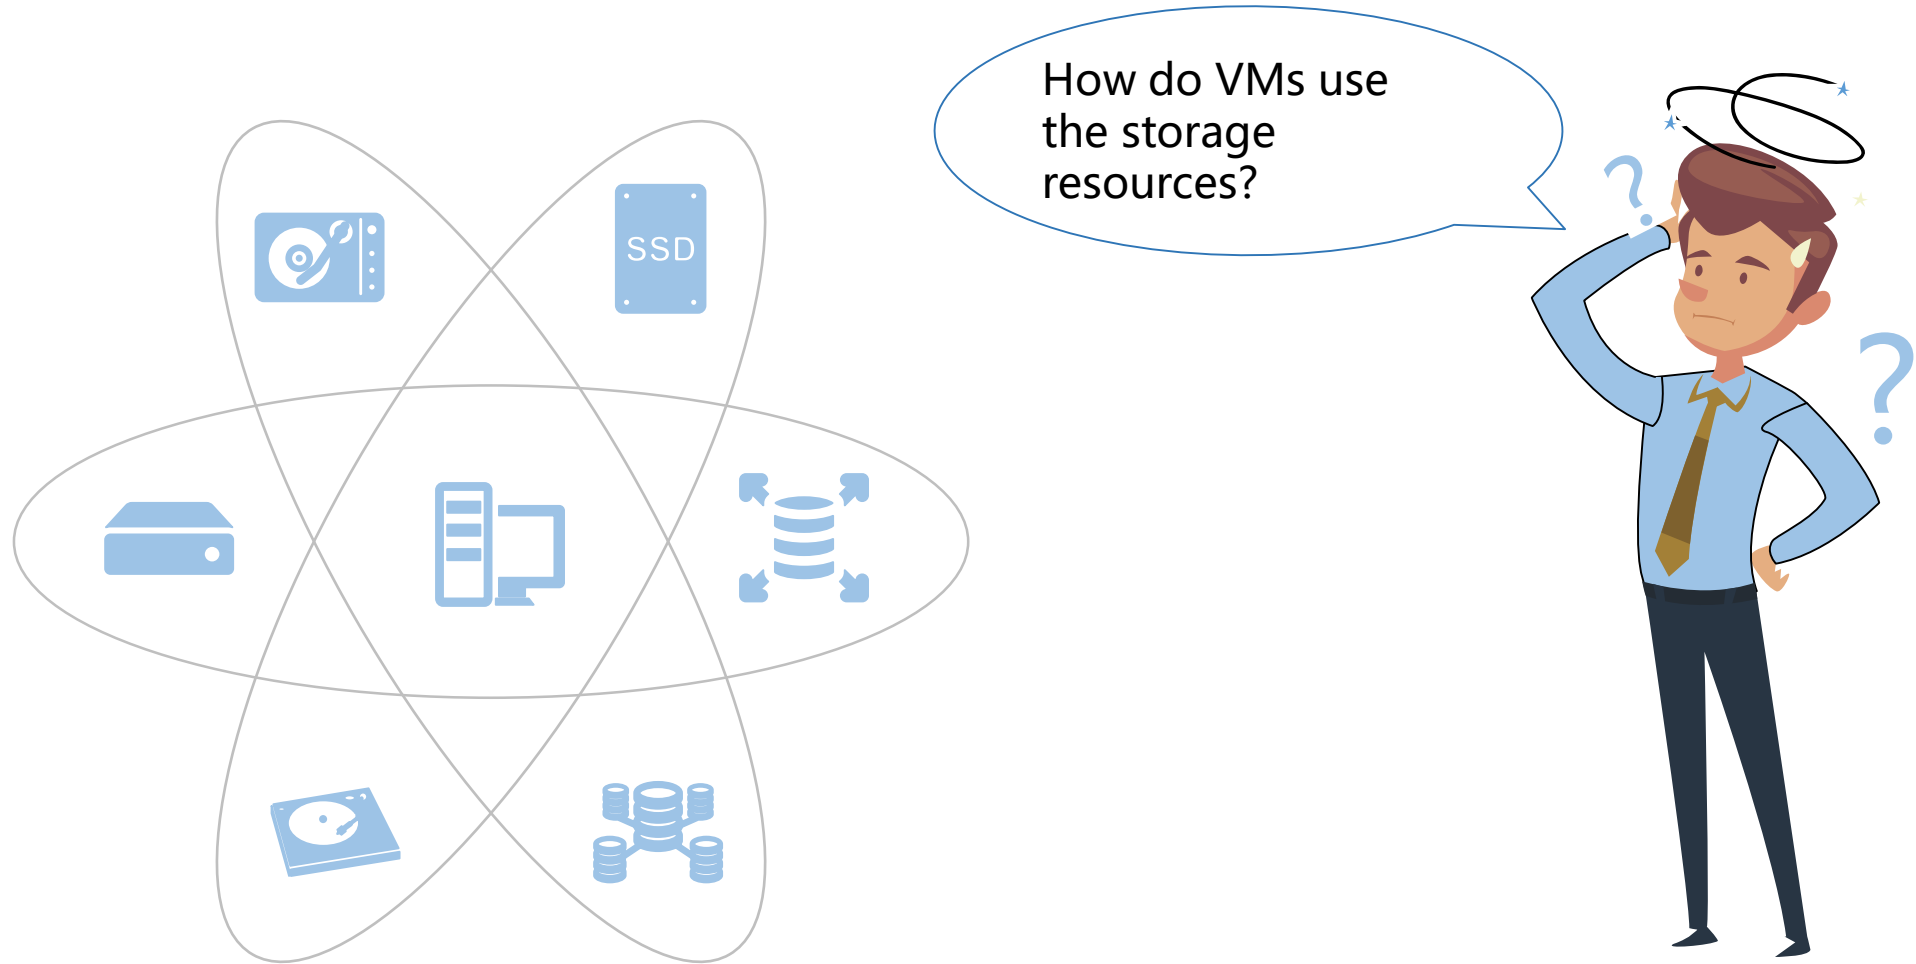 How do VMs use
the storage
resources?
SSD
?
?